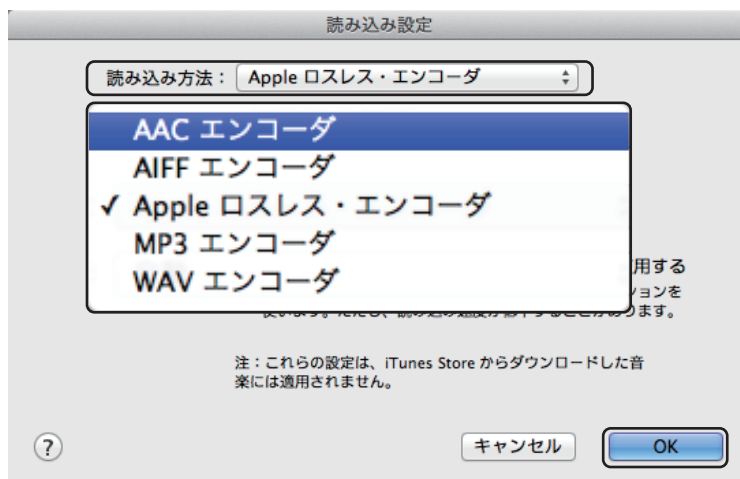 読み込み設定
読み込み方法： Apple ロスレス・エンコーダ
AAC エンコーダ
AIFF エンコーダ
✓ Apple ロスレス・エンコーダ
MP3 エンコーダ
WAV エンコーダ
用する
ションを
ります。
注：これらの設定は、iTunes Store からダウンロードした音
楽には適用されません。
?
キャンセル
OK